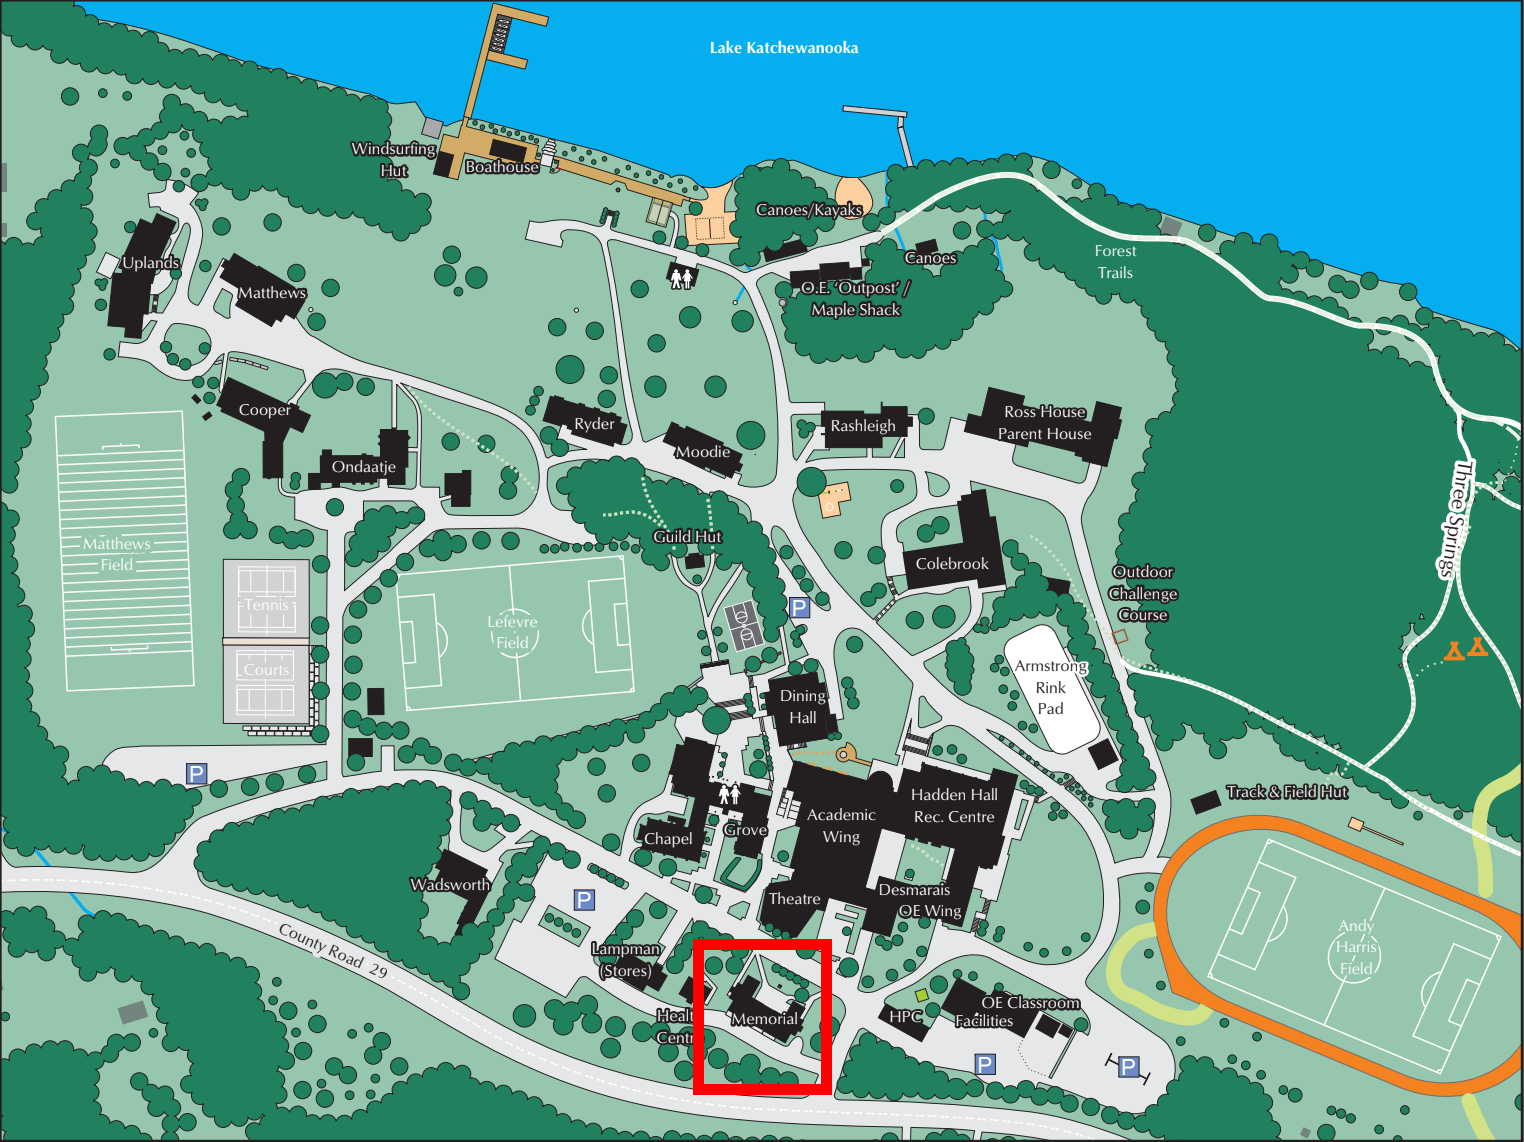 Lake Katchewanooka
Windsurfing
Hut
Boathouse
Canoes/Kayaks
Canoes
Forest
Trails
Uplands
Matthews
O.E. ‘Outpost’ /
Maple Shack
Cooper
Ryder
Rashleigh
Ross House
Parent House
Moodie
Ondaatje
Three Springs
Matthews
Field
Guild Hut
Colebrook
Outdoor
Challenge
Course
Tennis
Courts
Lefevre
Field
P
Armstrong
Rink
Pad
Dining
Hall
P
Track & Field Hut
Hadden Hall
Rec. Centre
Academic
Wing
Grove
Chapel
Wadsworth
P
Theatre
Desmarais
OE Wing
County Road 29
Lampman
(Stores)
Andy
Harris
Field
Healt
Centr
Memorial
HPC
OE Classroom
Facilities
P
P